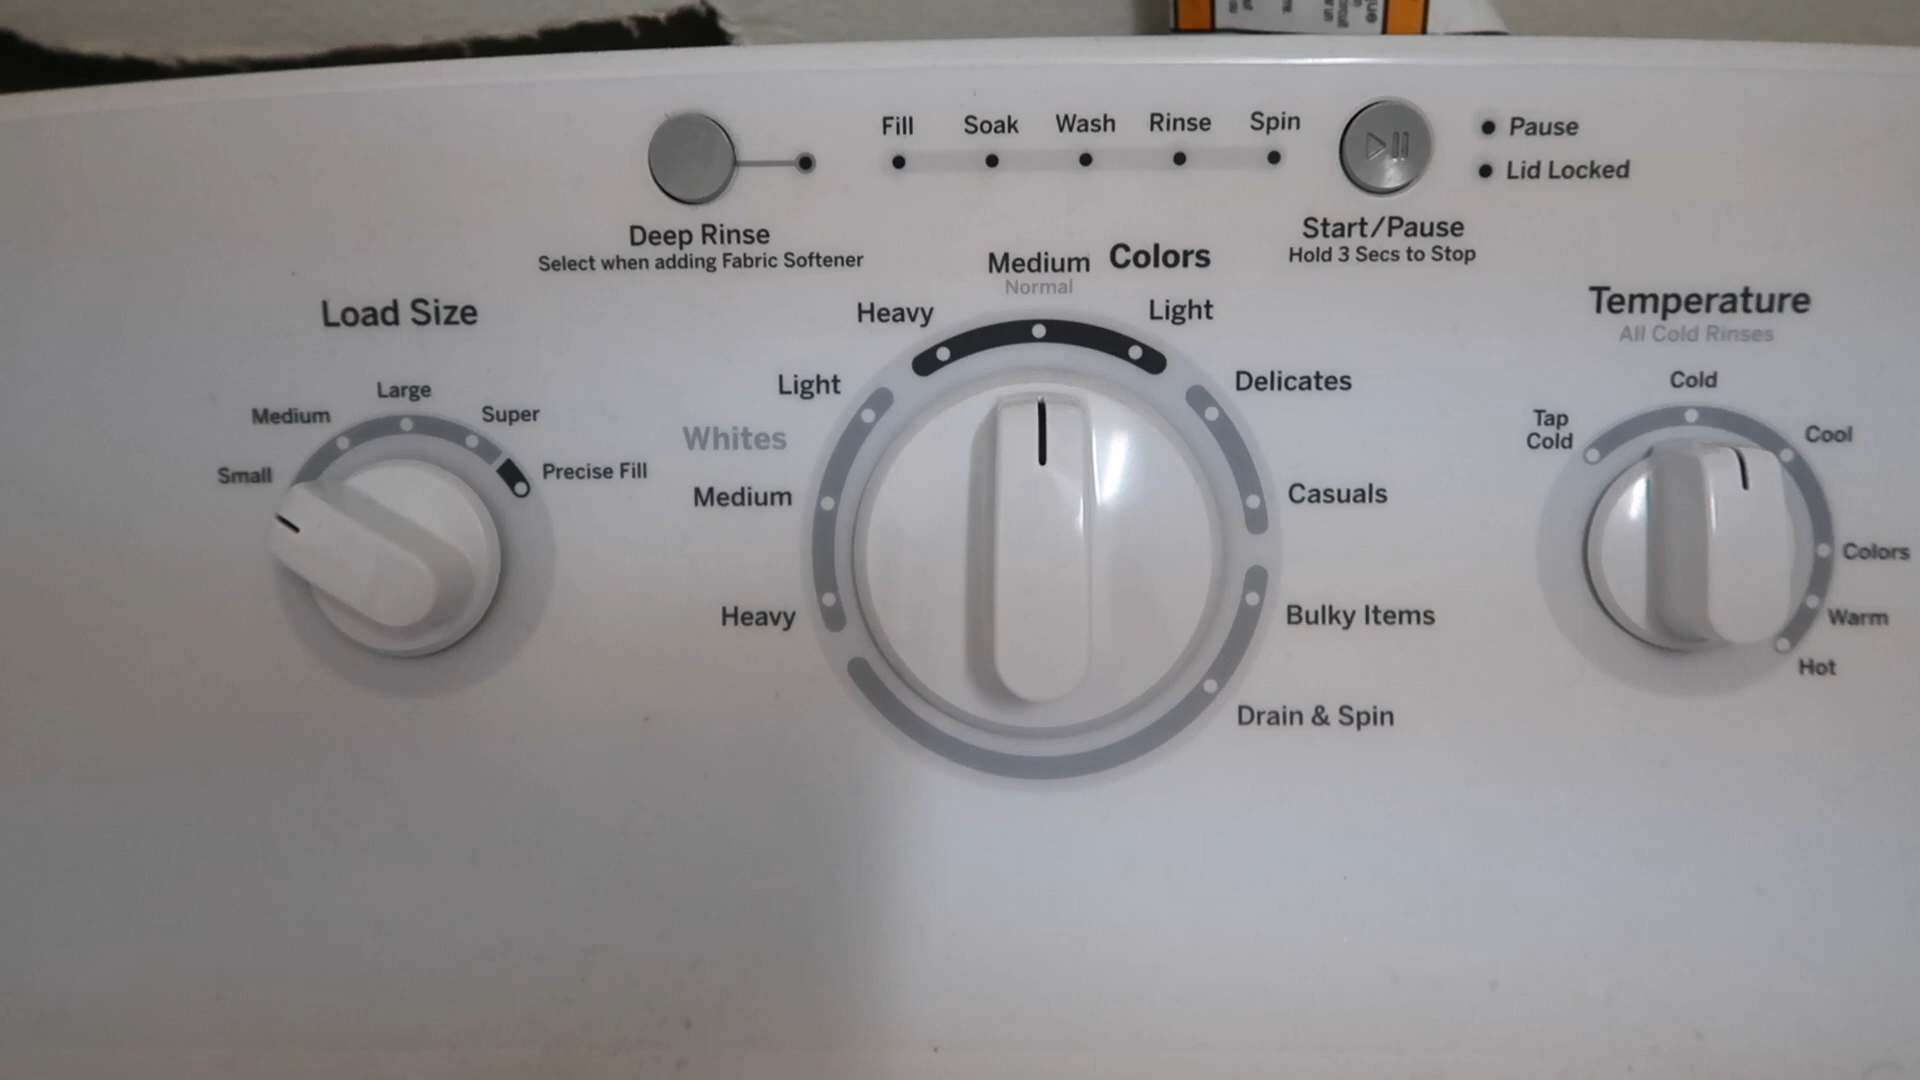 Fill Soak Wash Rinse Spin
Pause
Lid Locked
Deep Rinse
Select when adding Fabric Softener
Start/Pause
Hold 3 Secs to Stop
Load Size
Small
Medium
Large
Super
Precise Fill
Colors
Heavy
Medium
Normal
Light
Whites
Light
Medium
Heavy
Delicates
Casuals
Bulky Items
Drain & Spin
Temperature
All Cold Rinses
Tap
Cold
Cold
Cool
Colors
Warm
Hot